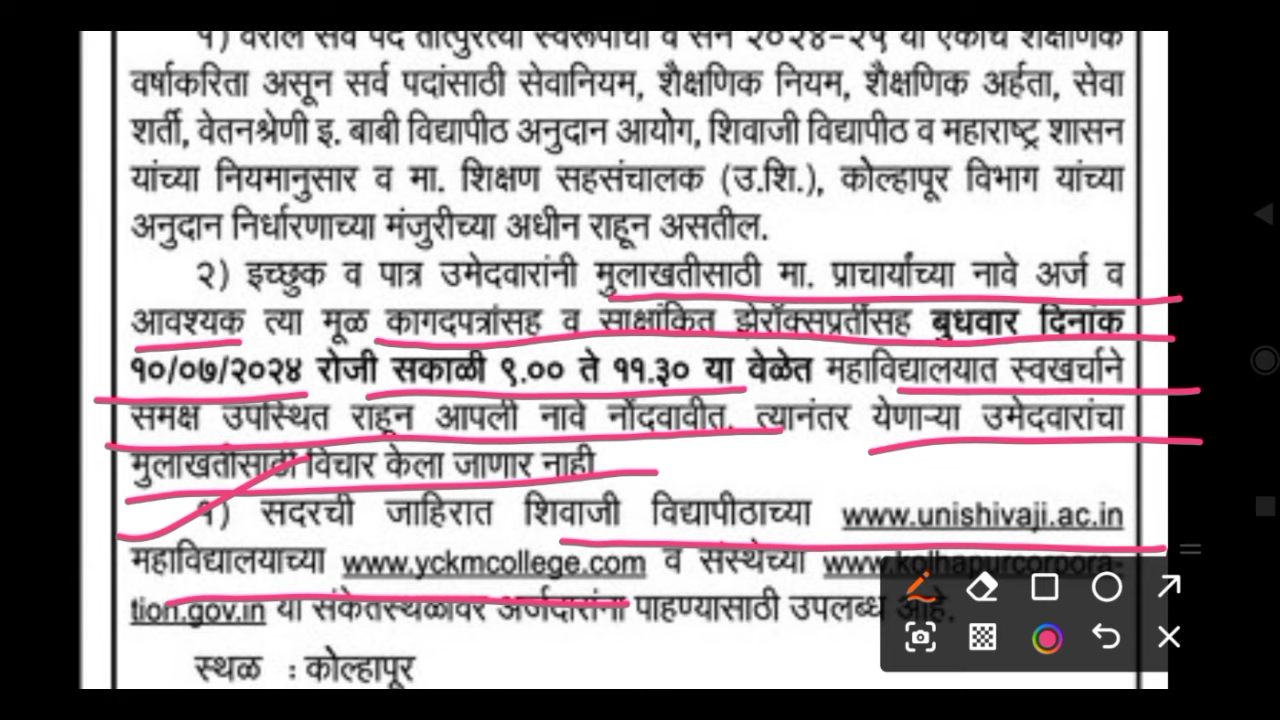 १) वरील सर्व पदे तात्पुरत्या स्वरूपाची व सन २०२४-२५ या एकाच शैक्षणिक
वर्षाकरिता असून सर्व पदांसाठी सेवानियम, शैक्षणिक नियम, शैक्षणिक अर्हता, सेवा
शर्ती, वेतनश्रेणी इ. बाबी विद्यापीठ अनुदान आयोग, शिवाजी विद्यापीठ व महाराष्ट्र शासन
यांच्या नियमानुसार व मा. शिक्षण सहसंचालक (उ.शि.), कोल्हापूर विभाग यांच्या
अनुदान निर्धारणाच्या मंजुरीच्या अधीन राहून असतील.
२) इच्छुक व पात्र उमेदवारांनी मुलाखतीसाठी मा. प्राचार्यांच्या नावे अर्ज व
आवश्यक त्या मूळ कागदपत्रांसह व साक्षांकित झेरॉक्सप्रतींसह बुधवार दिनांक
१०/०७/२०२४ रोजी सकाळी ९.०० ते ११.३० या वेळेत महाविद्यालयात स्वखर्चाने
समक्ष उपस्थित राहून आपली नावे नोंदवावीत. त्यानंतर येणाऱ्या उमेदवारांचा
मुलाखतीसाठी विचार केला जाणार नाही
१) सदरची जाहिरात शिवाजी विद्यापीठाच्या www.unishivaji.ac.in
महाविद्यालयाच्या www.yckmcollege.com व संस्थेच्या www.kolhapurcorpora-
tion.gov.in या संकेतस्थळावर अर्जदारांना पाहण्यासाठी उपलब्ध आहे.
स्थळ : कोल्हापूर